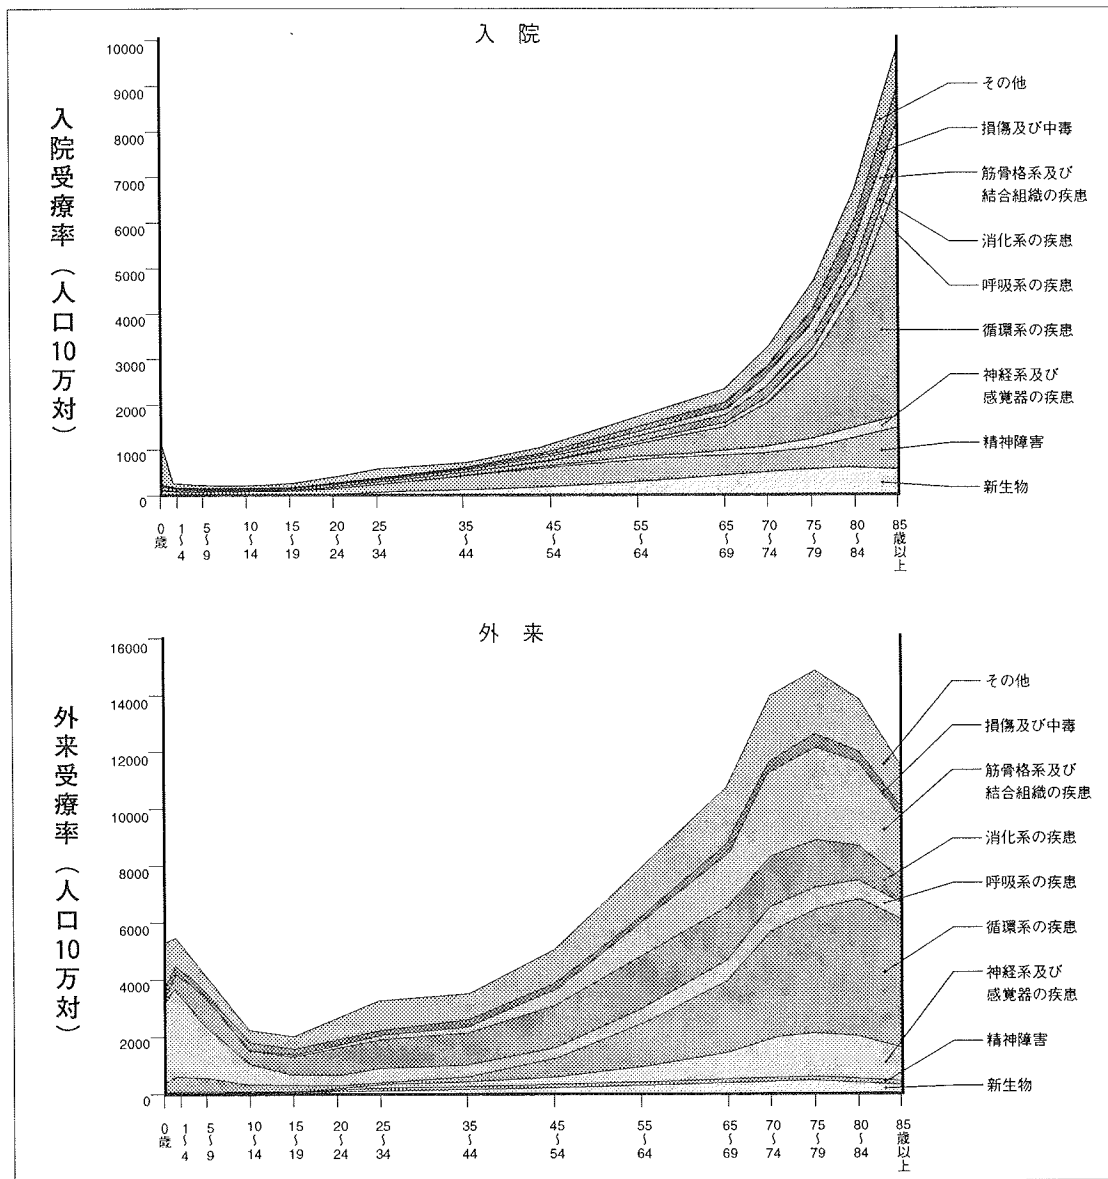 入 院
入院受療率（人口10万対）
10000
9000
8000
7000
6000
5000
4000
3000
2000
1000
0
0歳
1〜4
5〜9
10〜14
15〜19
20〜24
25〜34
35〜44
45〜54
55〜64
65〜69
70〜74
75〜79
80〜84
85歳以上
その他
損傷及び中毒
筋骨格系及び
結合組織の疾患
消化系の疾患
呼吸系の疾患
循環系の疾患
神経系及び
感覚器の疾患
精神障害
新生物
外 来
外来受療率（人口10万対）
16000
14000
12000
10000
8000
6000
4000
2000
0
0歳
1〜4
5〜9
10〜14
15〜19
20〜24
25〜34
35〜44
45〜54
55〜64
65〜69
70〜74
75〜79
80〜84
85歳以上
その他
損傷及び中毒
筋骨格系及び
結合組織の疾患
消化系の疾患
呼吸系の疾患
循環系の疾患
神経系及び
感覚器の疾患
精神障害
新生物